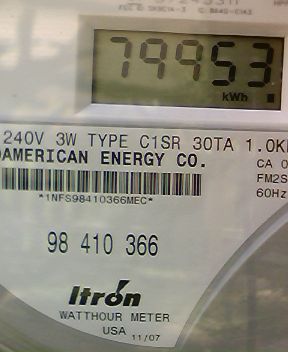 79953
kWh
240V 3W TYPE C1SR 30TA 1.0K
AMERICAN ENERGY CO.
CA 0
FM2S
60Hz
*1NFS98410366MEC*
98 410 366
Itron
WATTHOUR METER
USA 11/07